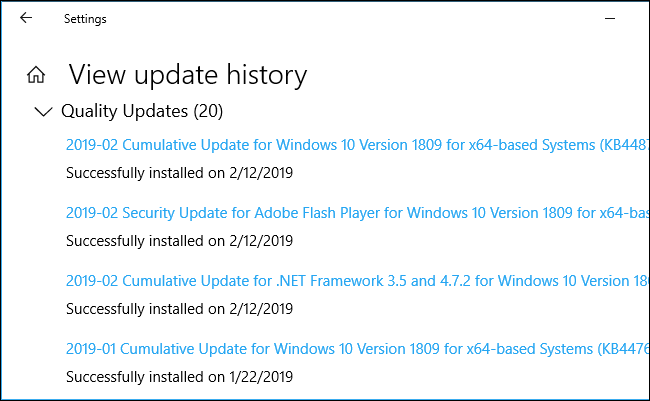 Settings
View update history
Quality Updates (20)
2019-02 Cumulative Update for Windows 10 Version 1809 for x64-based Systems
Successfully installed on 2/12/2019
2019-02 Security Update for Adobe Flash Player for Windows 10 Version 1809 for
Successfully installed on 2/12/2019
2019-02 Cumulative Update for .NET Framework 3.5 and 4.7.2 for Windows 10 Version
Successfully installed on 2/12/2019
2019-01 Cumulative Update for Windows 10 Version 1809 for x64-based Systems (KB4476
Successfully installed on 1/22/2019